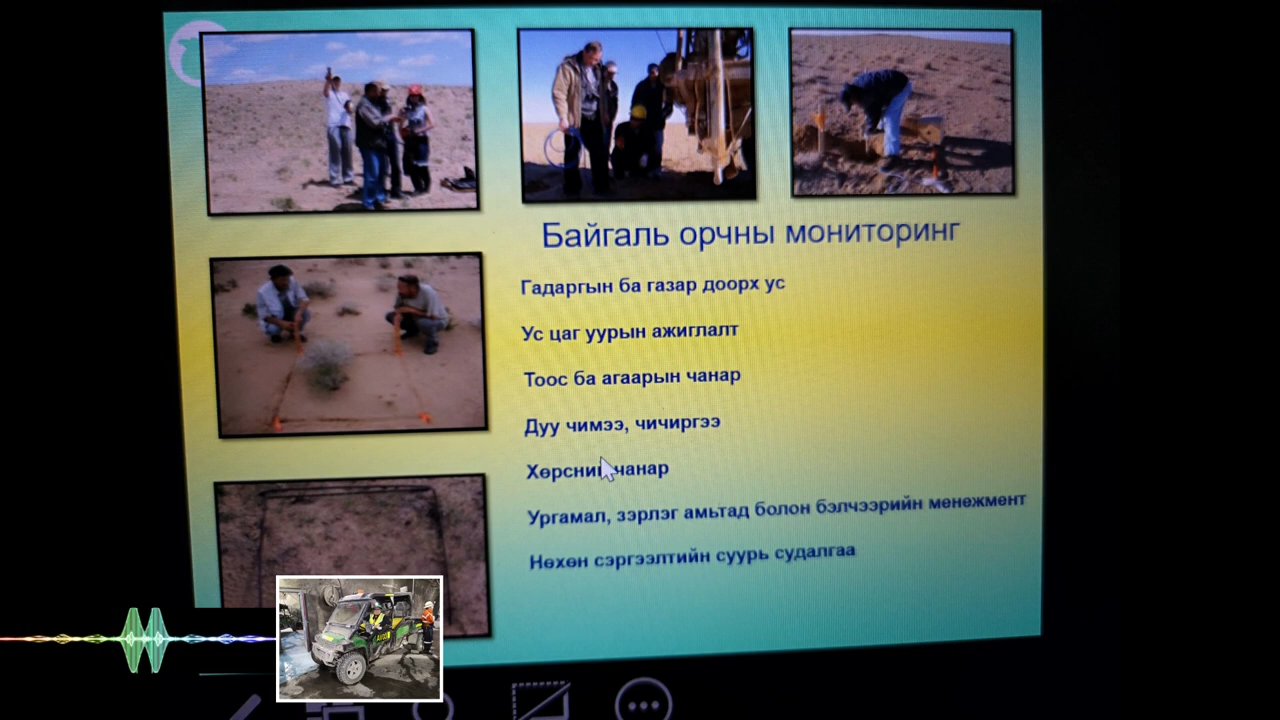 Байгаль орчны мониторинг
Гадаргын ба газар доорх ус
Ус цаг уурын ажиглалт
Тоос ба агаарын чанар
Дуу чимээ, чичиргээ
чанар
Ургамал, зэрлэг амьтад болон бэлчээрийн менежмент
Нөхөн сэргээлтийн суурь судалгаа